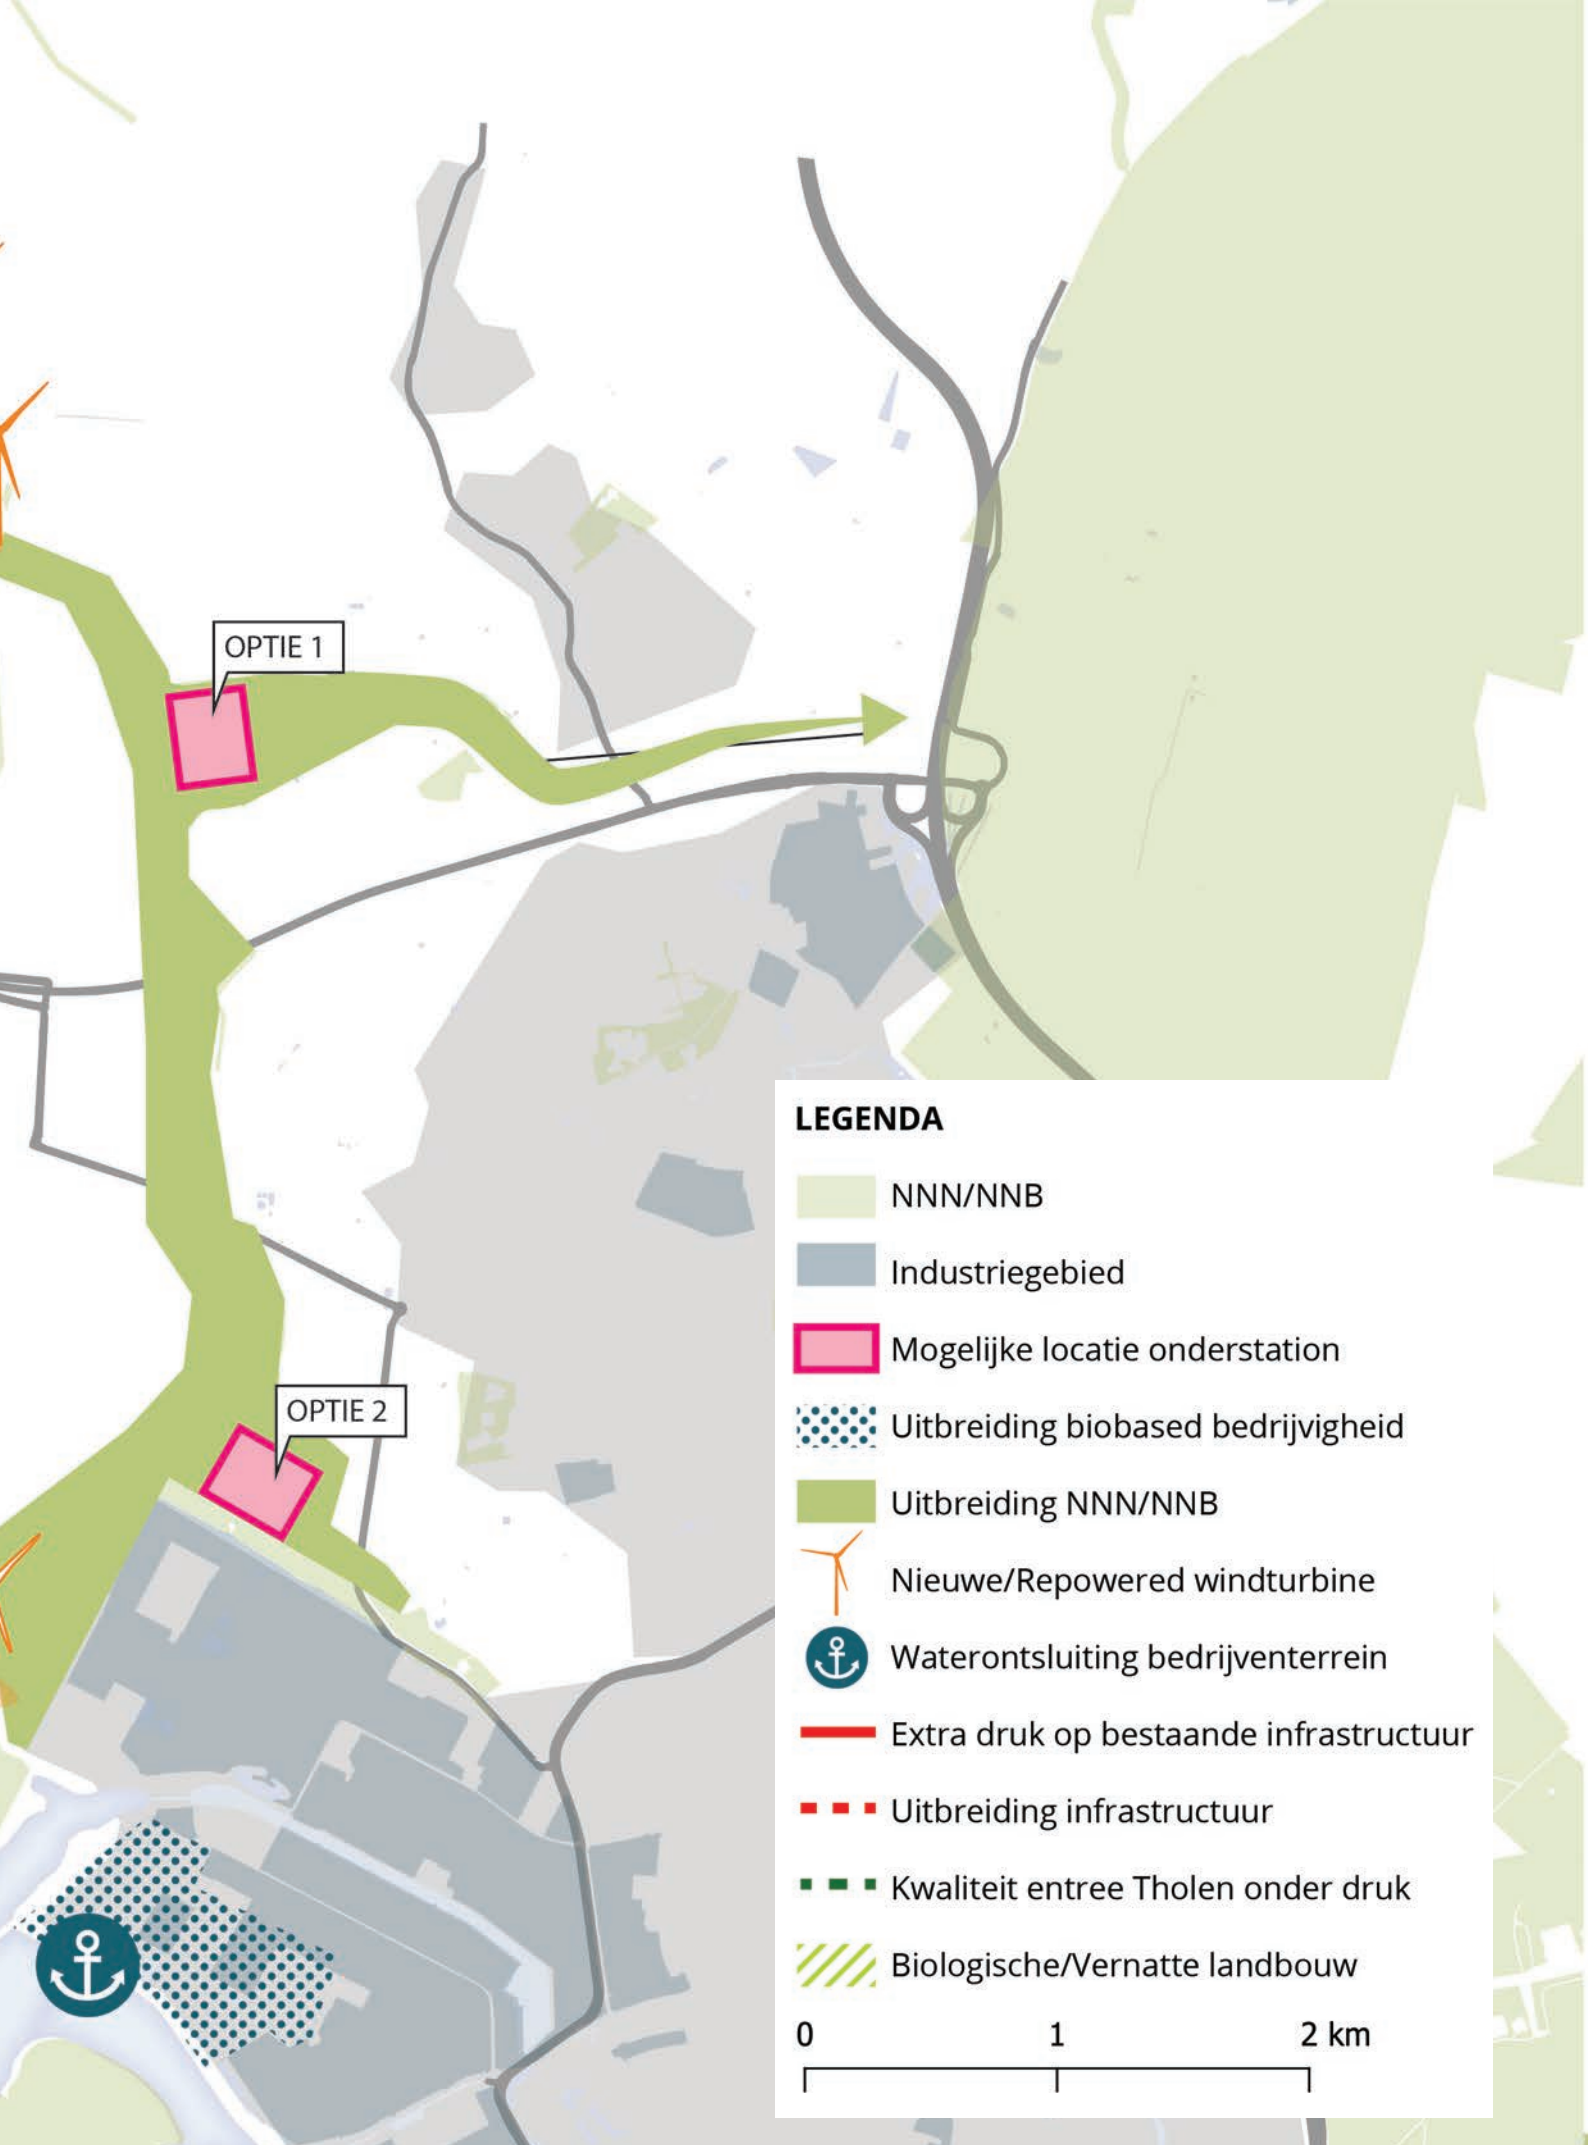 OPTIE 1
OPTIE 2
LEGENDA
NNN/NNB
Industriegebied
Mogelijke locatie onderstation
Uitbreiding biobased bedrijvigheid
Uitbreiding NNN/NNB
Nieuwe/Repowered windturbine
Waterontsluiting bedrijventerrein
Extra druk op bestaande infrastructuur
Uitbreiding infrastructuur
Kwaliteit entree Tholen onder druk
Biologische/Vernatte landbouw
0 1 2 km